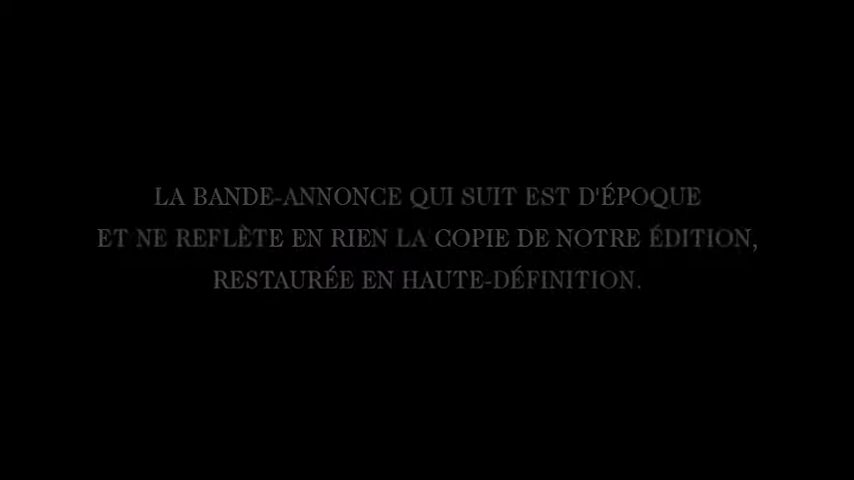 LA BANDE-ANNONCE QUI SUIT EST D'ÉPOQUE
ET NE REFLÈTE EN RIEN LA COPIE DE NOTRE ÉDITION,
RESTAURÉE EN HAUTE-DÉFINITION.